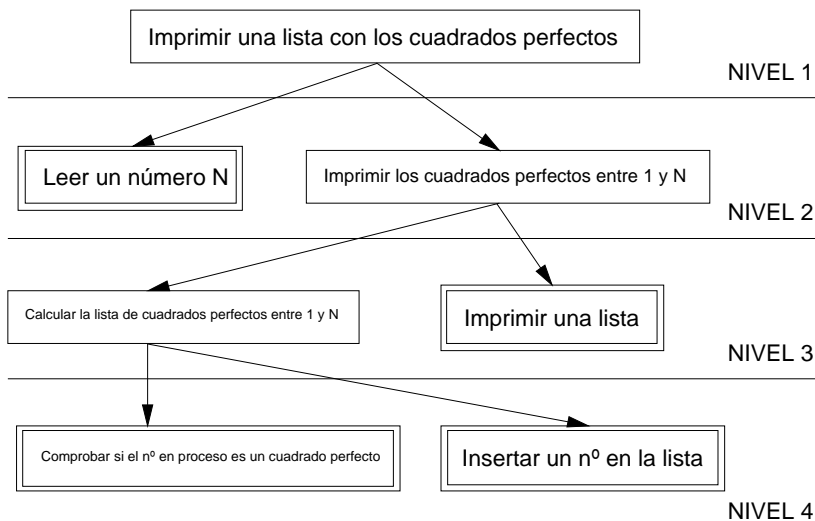 Imprimir una lista con los cuadrados perfectos
NIVEL 1
Leer un número N
Imprimir los cuadrados perfectos entre 1 y N
NIVEL 2
Calcular la lista de cuadrados perfectos entre 1 y N
Imprimir una lista
NIVEL 3
Comprobar si el nº en proceso es un cuadrado perfecto
Insertar un nº en la lista
NIVEL 4